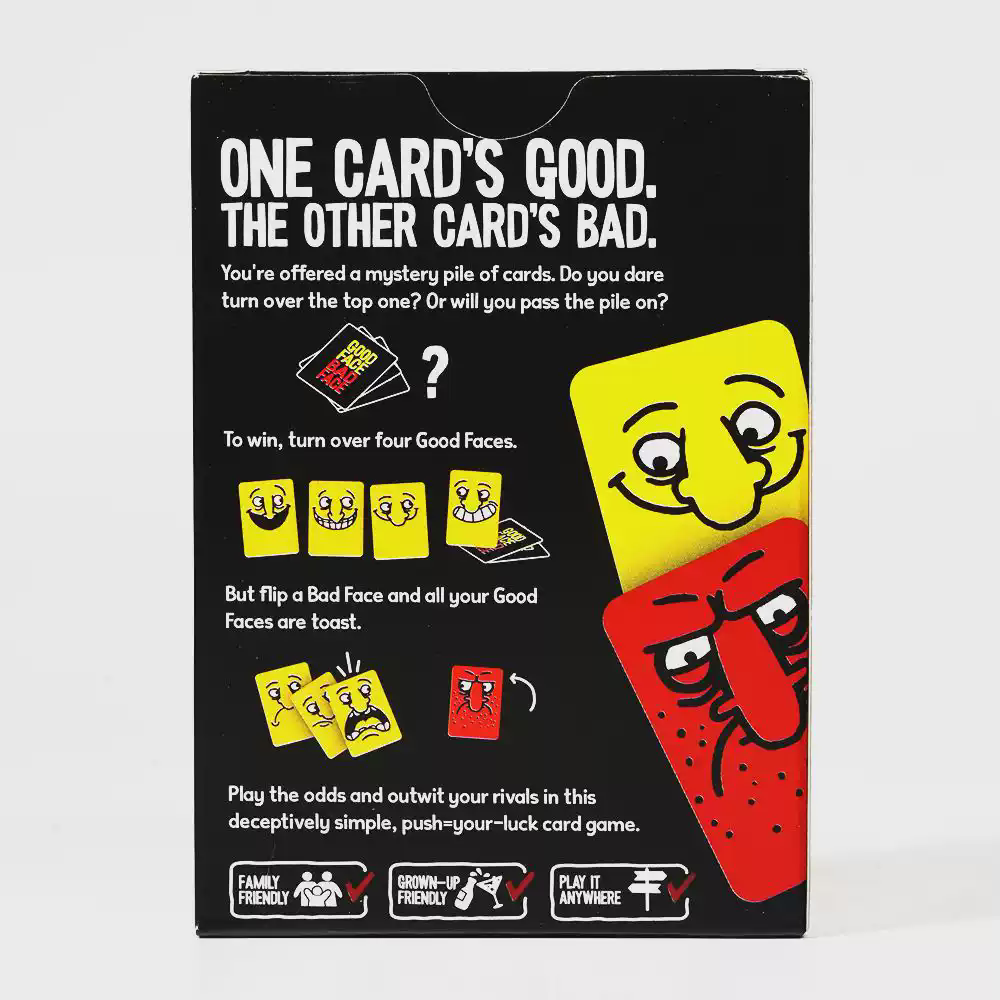 ONE CARD'S GOOD.
THE OTHER CARD'S BAD.
You're offered a mystery pile of cards. Do you dare
turn over the top one? Or will you pass the pile on?
GOOD
FACE
BAD
FACE
?
To win, turn over four Good Faces.
GOOD
But flip a Bad Face and all your Good
Faces are toast.
Play the odds and outwit your rivals in this
deceptively simple, push=your-luck card game.
FAMILY
FRIENDLY
GROWN-UP
FRIENDLY
PLAY IT
ANYWHERE